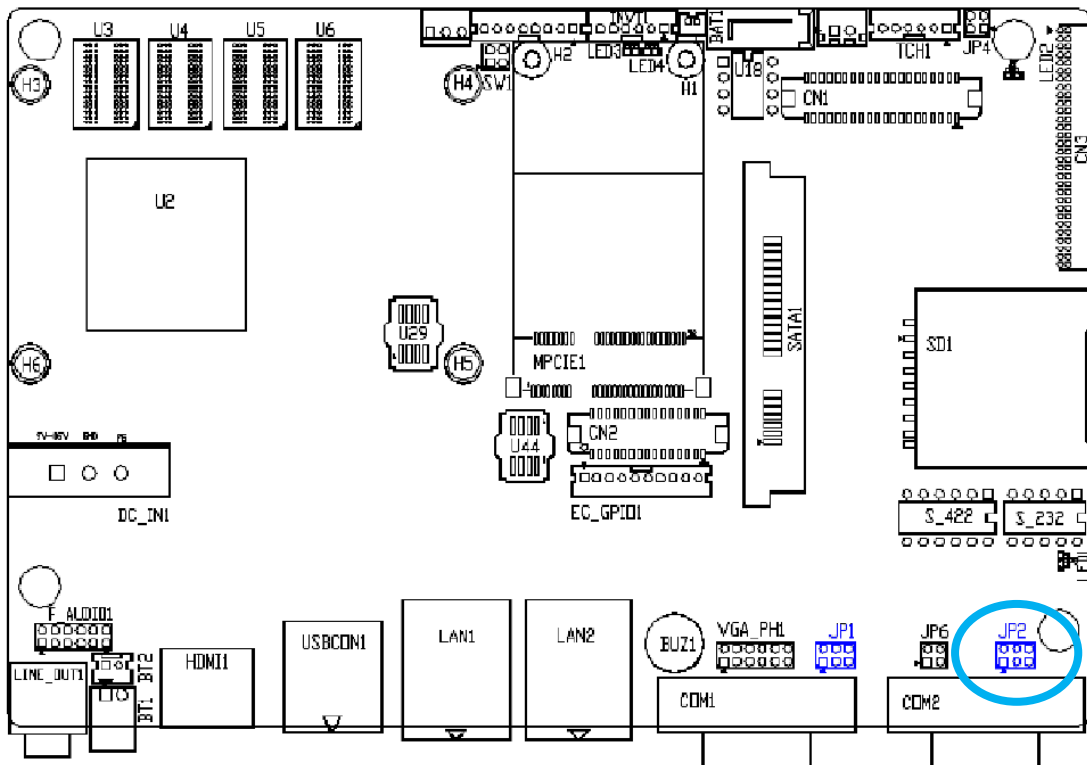 U3 U4 U5 U6
INVT1
BAT1
TCH1
JP4
LED2
H3
H4
SW1
H2
LED3
LED4
H1
U18
CN1
CN3
U2
U29
H6
H5
MPCIE1
SATA1
SD1
CN2
U44
GND
DC_IN1
EC_GPIO1
S_422
S_232
F_AUDIO1
LINE_OUT1
BT2
BT1
HDMI1
USBCON1
LAN1
LAN2
BUZ1
VGA_PH1
JP1
JP6
JP2
COM1
COM2